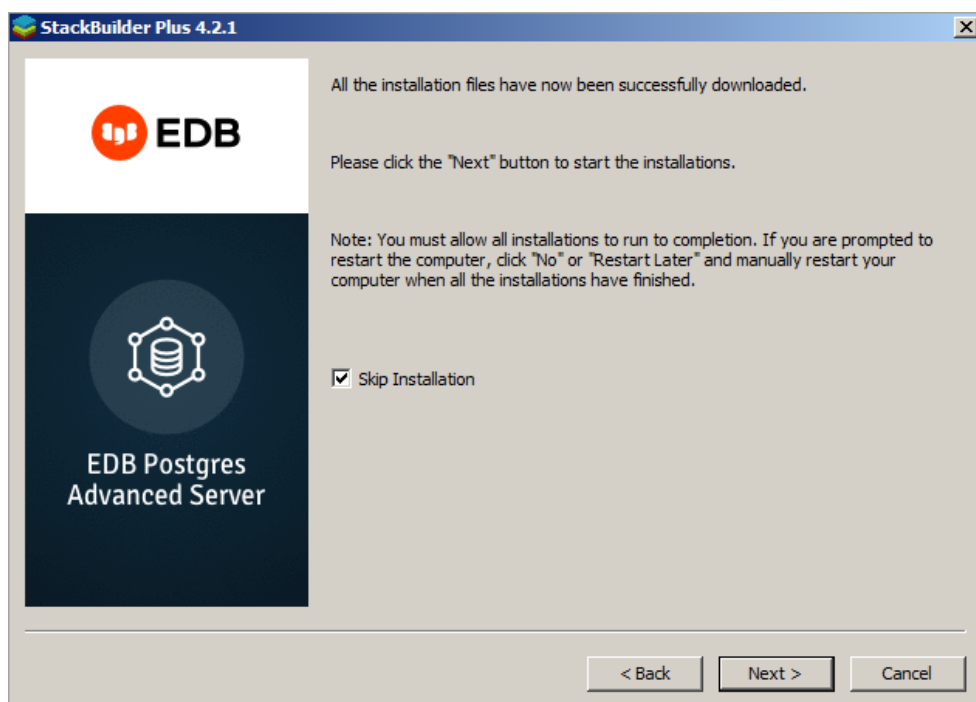 StackBuilder Plus 4.2.1
EDB
EDB Postgres
Advanced Server
All the installation files have now been successfully downloaded.
Please click the "Next" button to start the installations.
Note: You must allow all installations to run to completion. If you are prompted to
restart the computer, click "No" or "Restart Later" and manually restart your
computer when all the installations have finished.
Skip Installation
< Back
Next >
Cancel